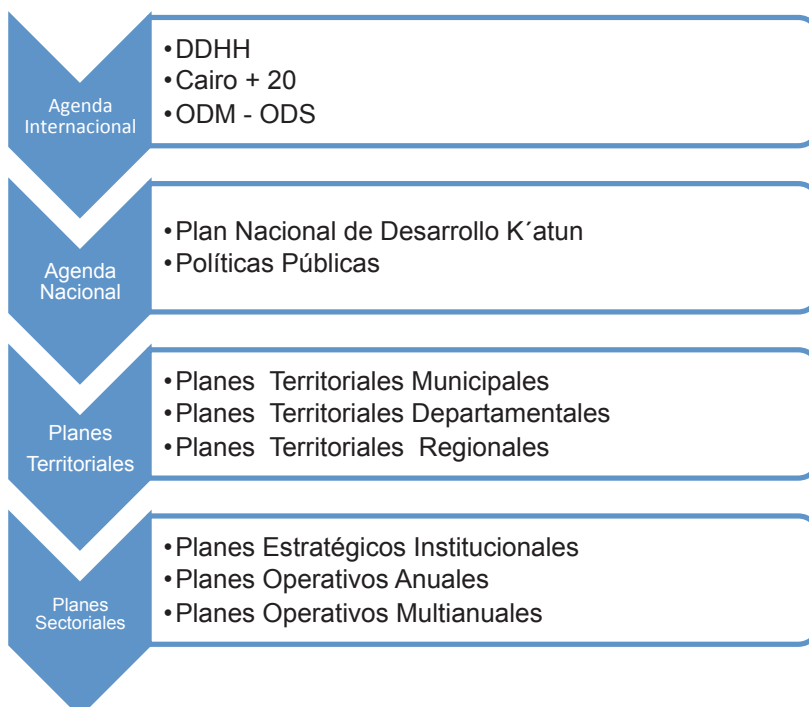 Agenda
Internacional
•DDHH
•Cairo + 20
•ODM - ODS
Agenda
Nacional
•Plan Nacional de Desarrollo K´atun
•Políticas Públicas
Planes
Territoriales
•Planes Territoriales Municipales
•Planes Territoriales Departamentales
•Planes Territoriales Regionales
Planes
Sectoriales
•Planes Estratégicos Institucionales
•Planes Operativos Anuales
•Planes Operativos Multianuales